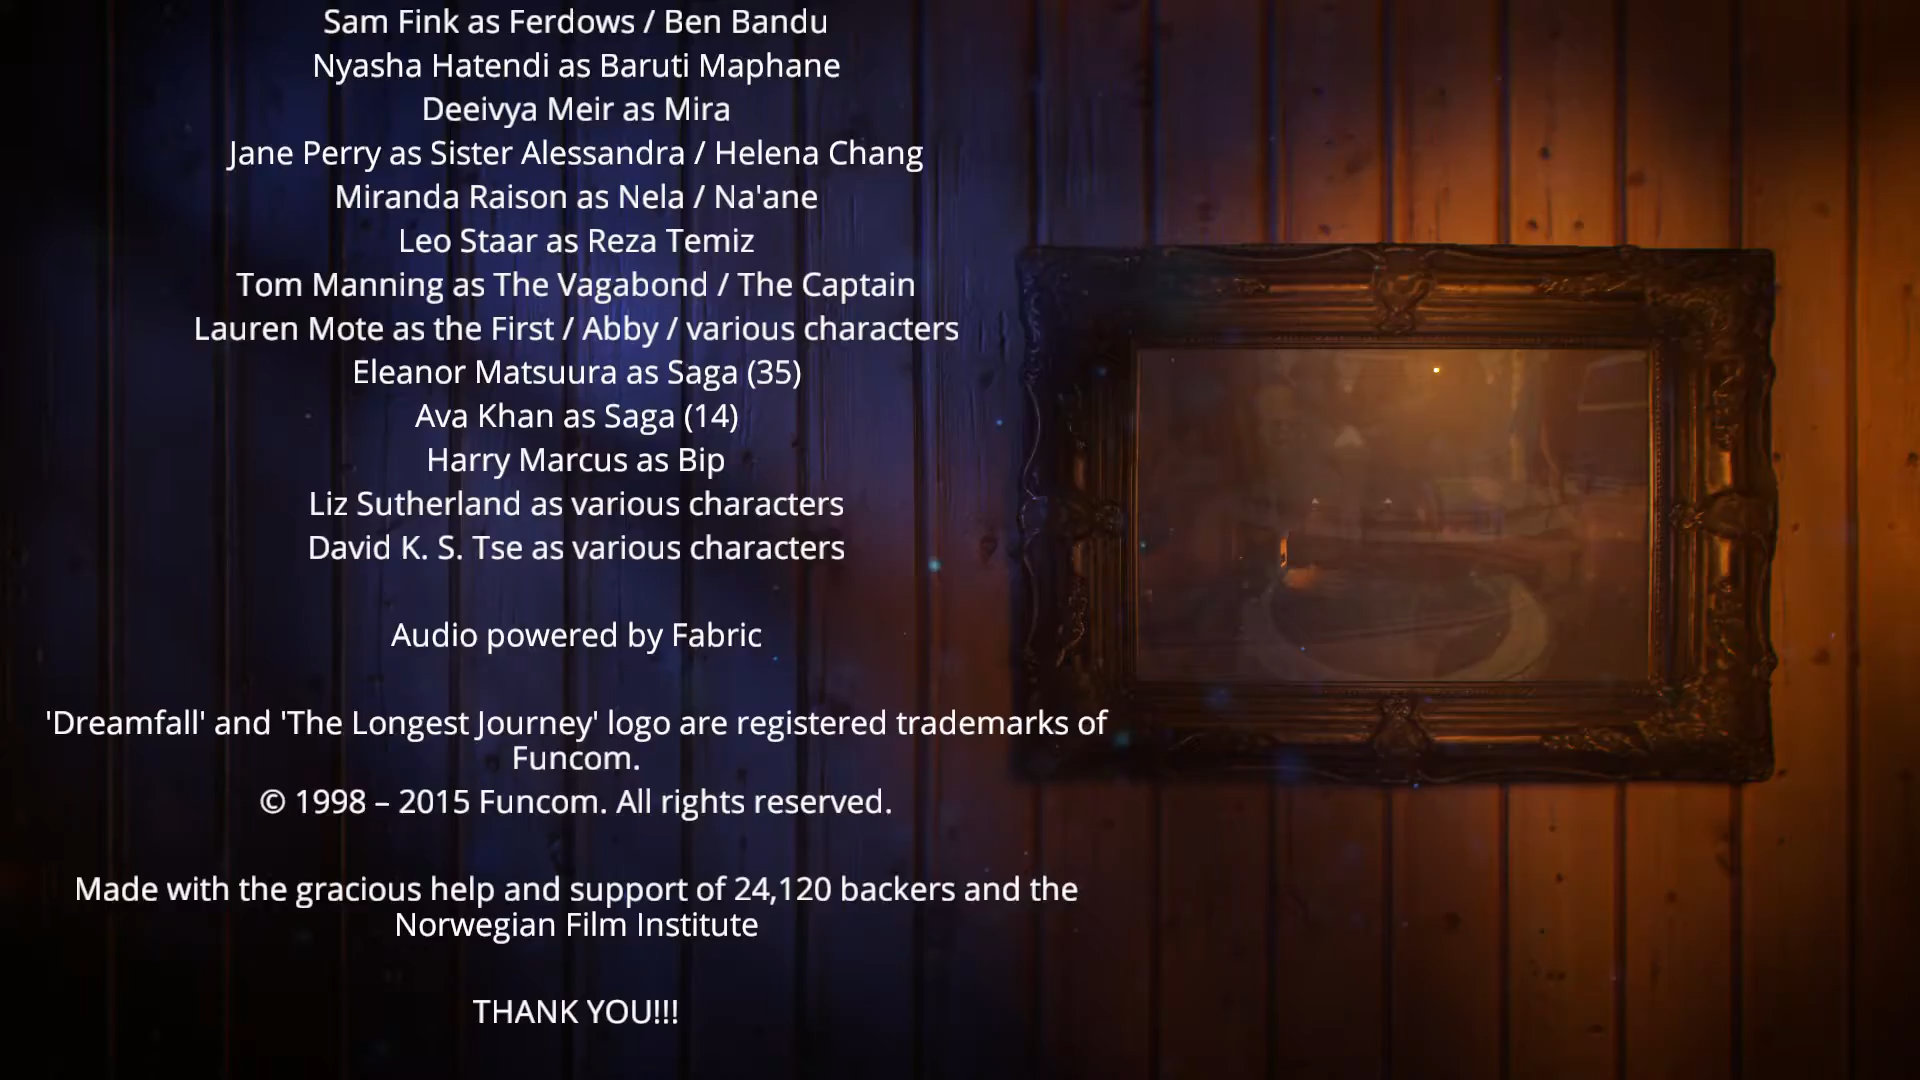 Sam Fink as Ferdows / Ben Bandu
Nyasha Hatendi as Baruti Maphane
Deeivya Meir as Mira
Jane Perry as Sister Alessandra / Helena Chang
Miranda Raison as Nela / Na'ane
Leo Staar as Reza Temiz
Tom Manning as The Vagabond / The Captain
Lauren Mote as the First / Abby / various characters
Eleanor Matsuura as Saga (35)
Ava Khan as Saga (14)
Harry Marcus as Bip
Liz Sutherland as various characters
David K. S. Tse as various characters
Audio powered by Fabric
'Dreamfall' and 'The Longest Journey' logo are registered trademarks of
Funcom.
© 1998 – 2015 Funcom. All rights reserved.
Made with the gracious help and support of 24,120 backers and the
Norwegian Film Institute
THANK YOU!!!